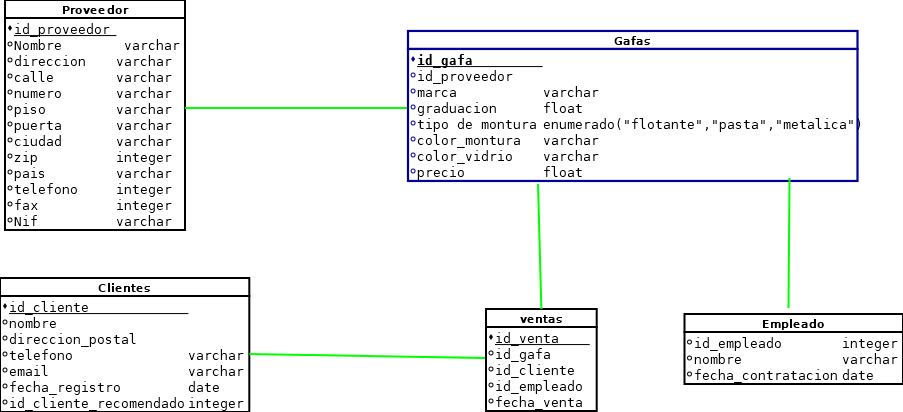 Proveedor
id_proveedor
Nombre varchar
direccion varchar
calle varchar
numero varchar
piso varchar
puerta varchar
ciudad varchar
zip integer
pais varchar
telefono integer
fax integer
Nif varchar
Gafas
id_gafa
id_proveedor
marca varchar
graduacion float
tipo de montura enumerado("flotante","pasta","metalica")
color_montura varchar
color_vidrio varchar
precio float
Clientes
id_cliente
nombre
direccion_postal
telefono varchar
email varchar
fecha_registro date
id_cliente_recomendado integer
ventas
id_venta
id_gafa
id_cliente
id_empleado
fecha_venta
Empleado
id_empleado integer
nombre varchar
fecha_contratacion date